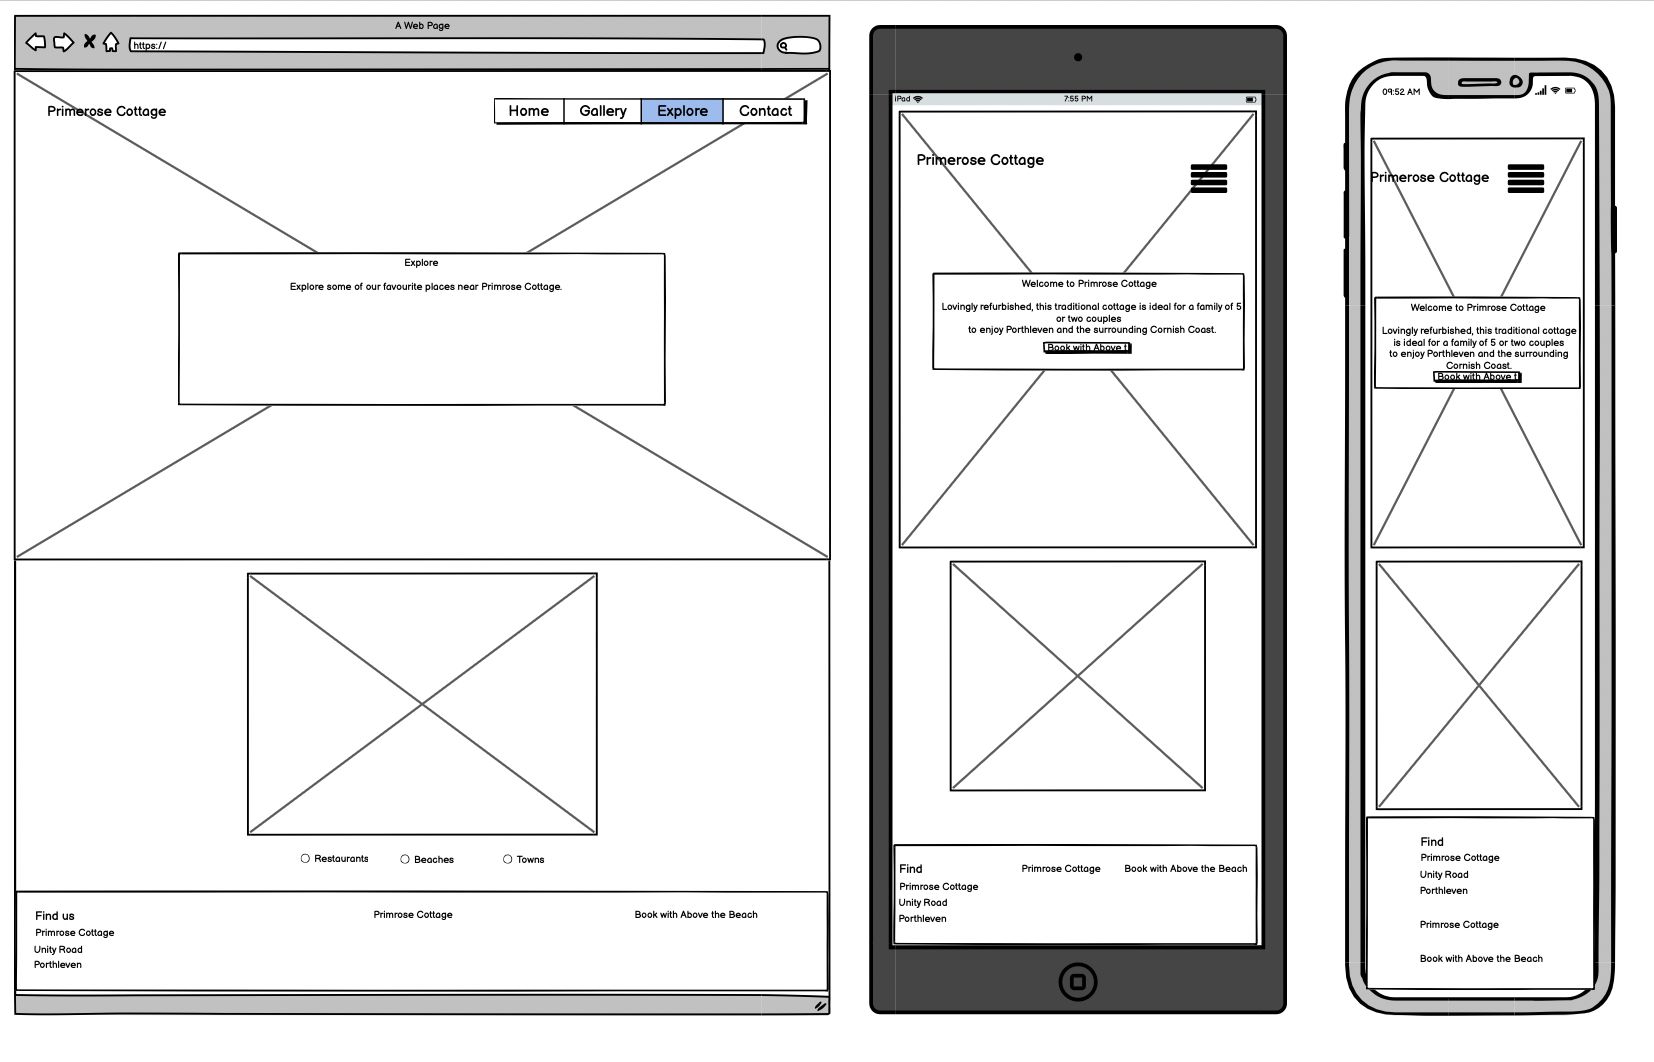 A Web Page
https://
Primerose Cottage
Home Gallery Explore Contact
Explore
Explore some of our favourite places near Primrose Cottage.
Restaurants Beaches Towns
Find us
Primrose Cottage
Unity Road
Porthleven
Primrose Cottage
Book with Above the Beach
iPad 7:55 PM
Primerose Cottage
Welcome to Primrose Cottage
Lovingly refurbished, this traditional cottage is ideal for a family of 5
or two couples
to enjoy Porthleven and the surrounding Cornish Coast.
Book with Above t
Find
Primrose Cottage
Unity Road
Porthleven
Primrose Cottage
Book with Above the Beach
09:52 AM
Primerose Cottage
Welcome to Primrose Cottage
Lovingly refurbished, this traditional cottage
is ideal for a family of 5 or two couples
to enjoy Porthleven and the surrounding
Cornish Coast.
Book with Above t
Find
Primrose Cottage
Unity Road
Porthleven
Primrose Cottage
Book with Above the Beach